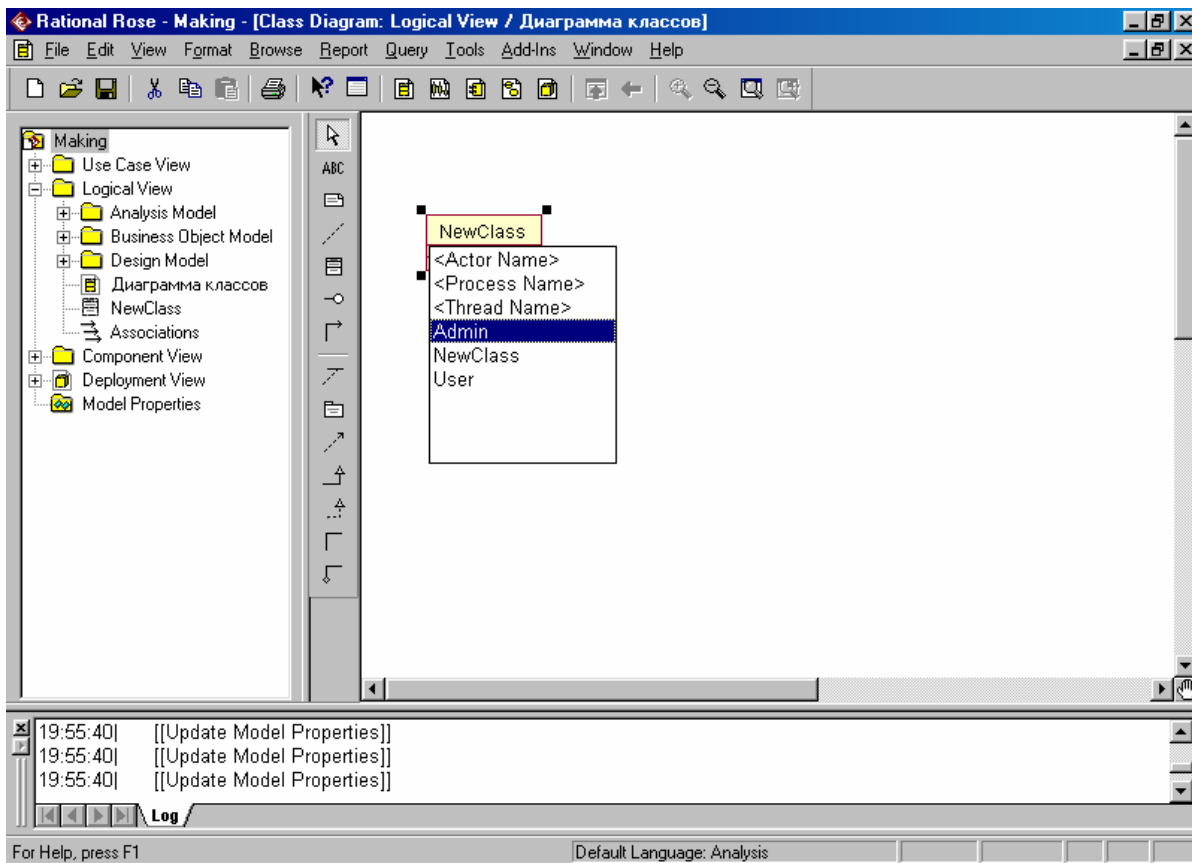 Rational Rose - Making - [Class Diagram: Logical View / Диаграмма классов]
File Edit View Format Browse Report Query Tools Add-Ins Window Help
Making
Use Case View
Logical View
Analysis Model
Business Object Model
Design Model
Диаграмма классов
NewClass
Associations
Component View
Deployment View
Model Properties
ABC
NewClass
<Actor Name>
<Process Name>
<Thread Name>
Admin
NewClass
User
19:55:40| [[Update Model Properties]]
19:55:40| [[Update Model Properties]]
19:55:40| [[Update Model Properties]]
Log
For Help, press F1 Default Language: Analysis